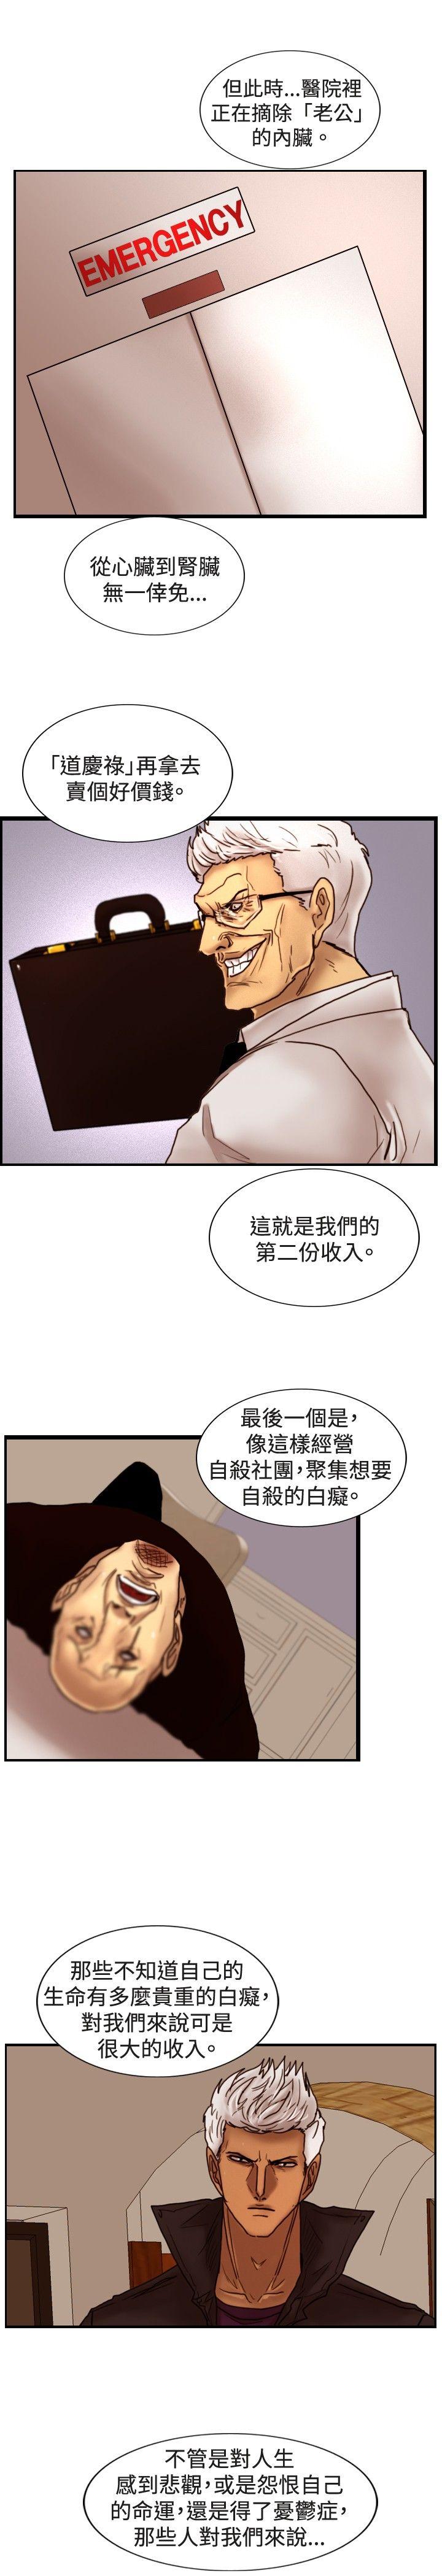 但此時...醫院裡
正在摘除「老公」
的內臟。
EMERGENCY
從心臟到腎臟
無一倖免...
「道慶祿」再拿去
賣個好價錢。
這就是我們的
第二份收入。
最後一個是，
像這樣經營
自殺社團，聚集想要
自殺的白癡。
那些不知道自己的
生命有多麼貴重的白癡，
對我們來說可是
很大的收入。
不管是對人生
感到悲觀，或是怨恨自己
的命運，還是得了憂鬱症，
那些人對我們來說...